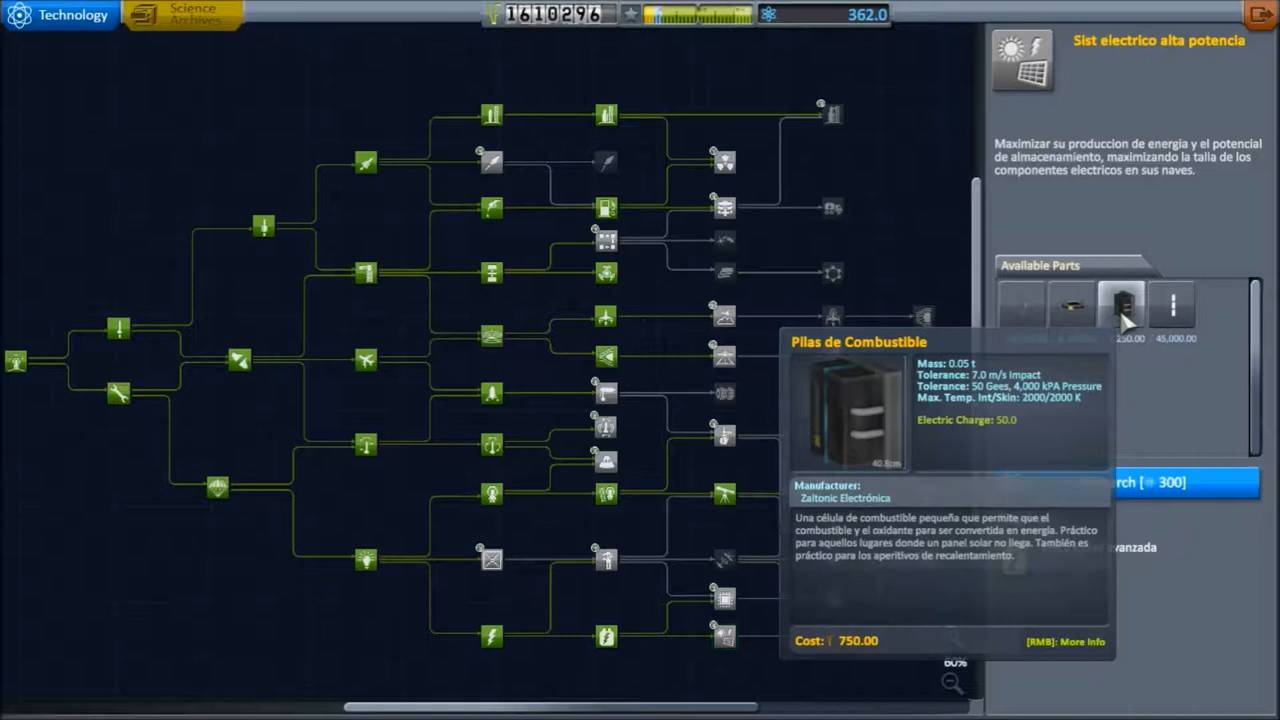 Technology
Science
Archives
1610296
362.0
Sist electrico alta potencia
Maximizar su produccion de energia y el potencial
de almacenamiento, maximizando la talla de los
componentes electricos en sus naves.
Available Parts
250.00
45,000.00
Pilas de Combustible
Mass: 0.05 t
Tolerance: 7.0 m/s Impact
Tolerance: 50 Gees, 4,000 kPa Pressure
Max. Temp. Int/Skin: 2000/2000 K
Electric Charge: 50.0
40.8cm
Manufacturer:
Zaltonic Electrónica
Una célula de combustible pequeña que permite que el
combustible y el oxidante para ser convertida en energía. Práctico
para aquellos lugares donde un panel solar no llega. También es
práctico para los aperitivos de recalentamiento.
Cost: 750.00
[RMB]: More Info
rch [ 300]
avanzada
60%